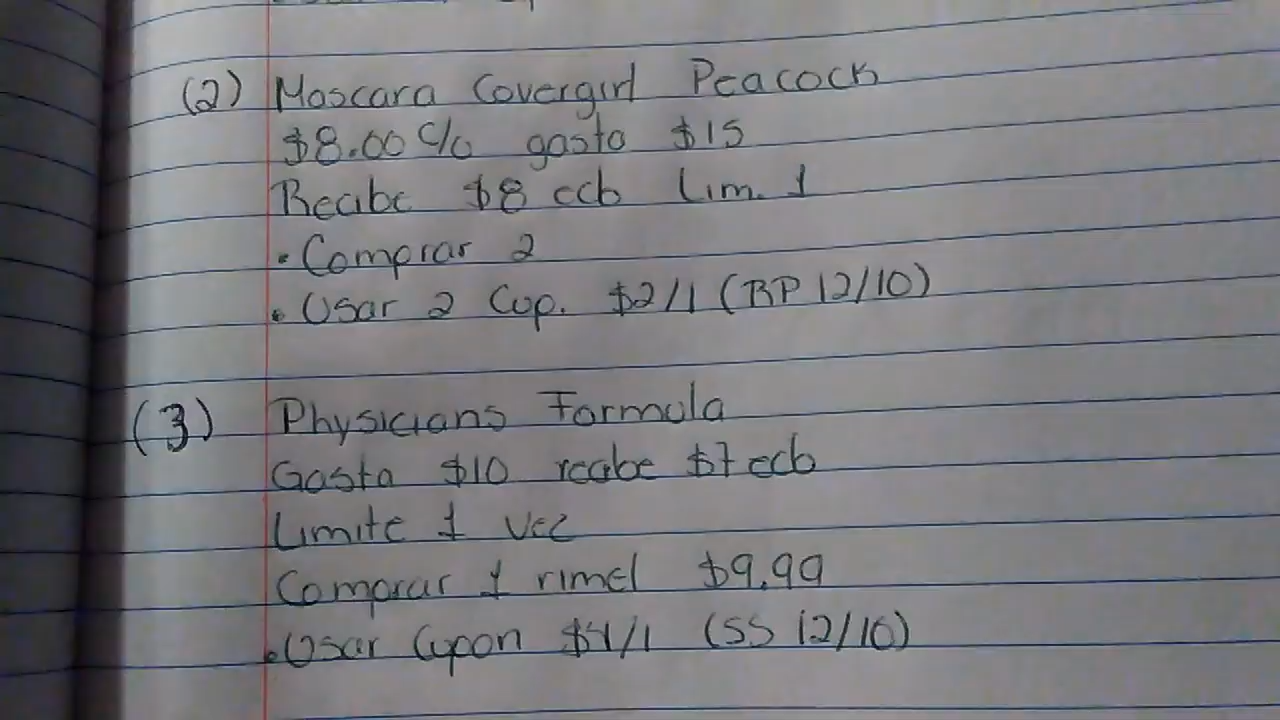 (2) Mascara Covergirl Peacock
$8.00 c/o gasta $15
Recibe $8 ecb Lim. 1
• Comprar 2
• Usar 2 Cup. $2/1 (RP 12/10)
(3) Physicians Formula
Gasta $10 recibe $7 ecb
Limite 1 vez
Comprar 1 rimel $9.99
• Usar Cupon $4/1 (SS 12/10)